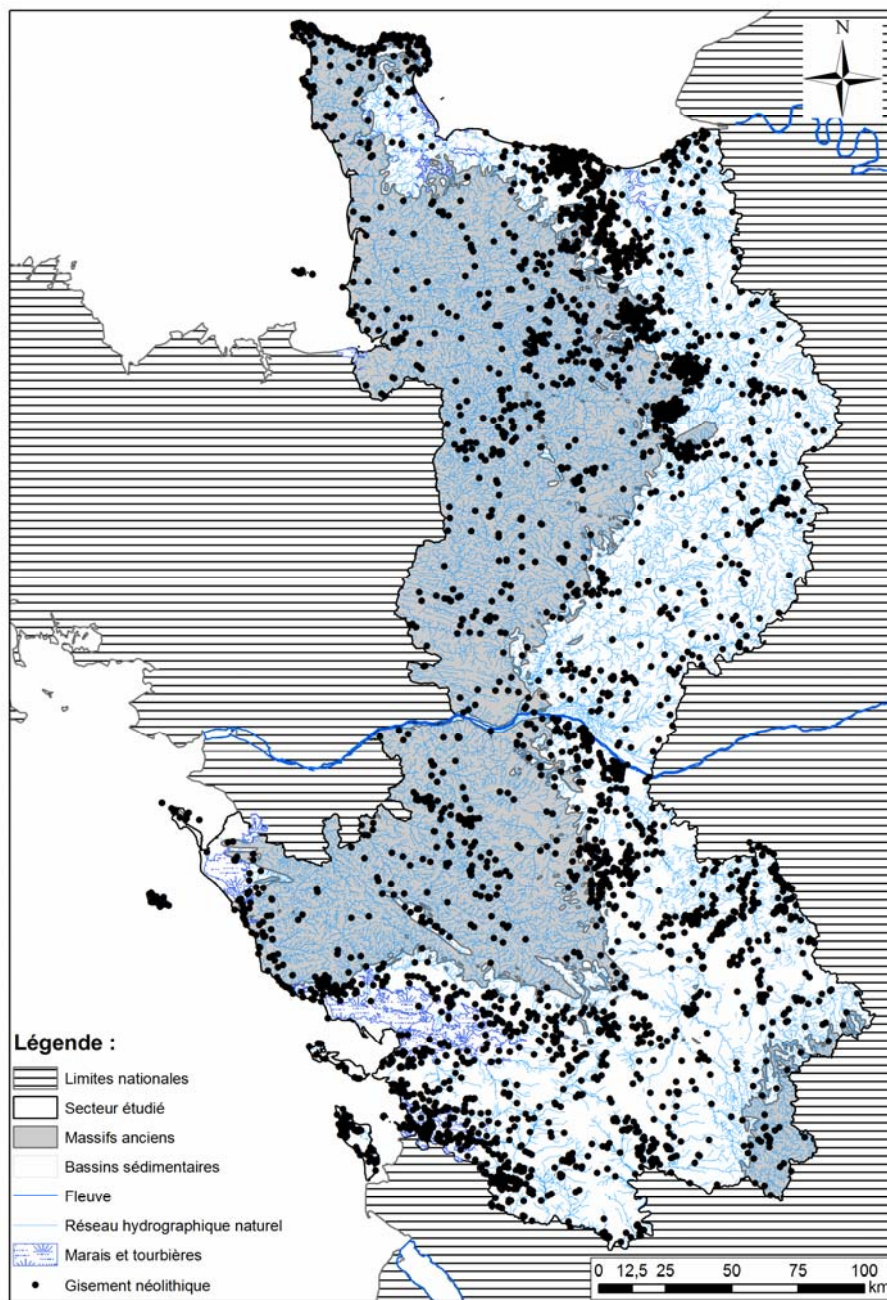 N
Légende :
Limites nationales
Secteur étudié
Massifs anciens
Bassins sédimentaires
Fleuve
Réseau hydrographique naturel
Marais et tourbières
Gisement néolithique
0 12,5 25 50 75 100
km